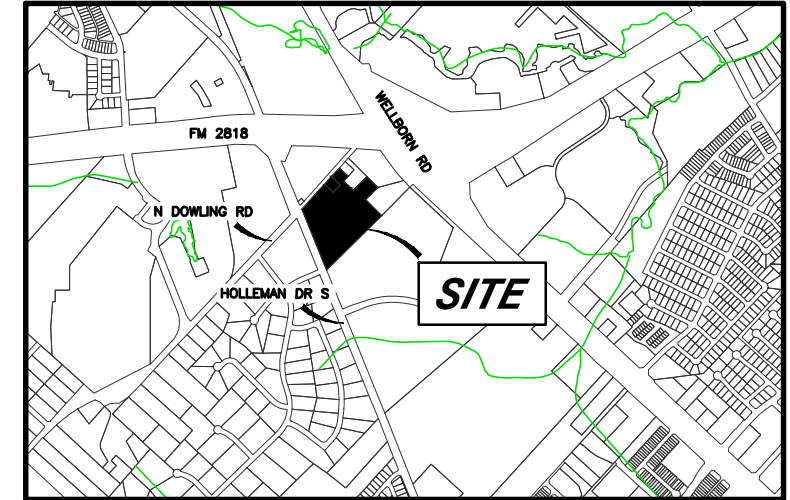 WELLBORN RD
FM 2818
N DOWLING RD
HOLLEMAN DR S
SITE